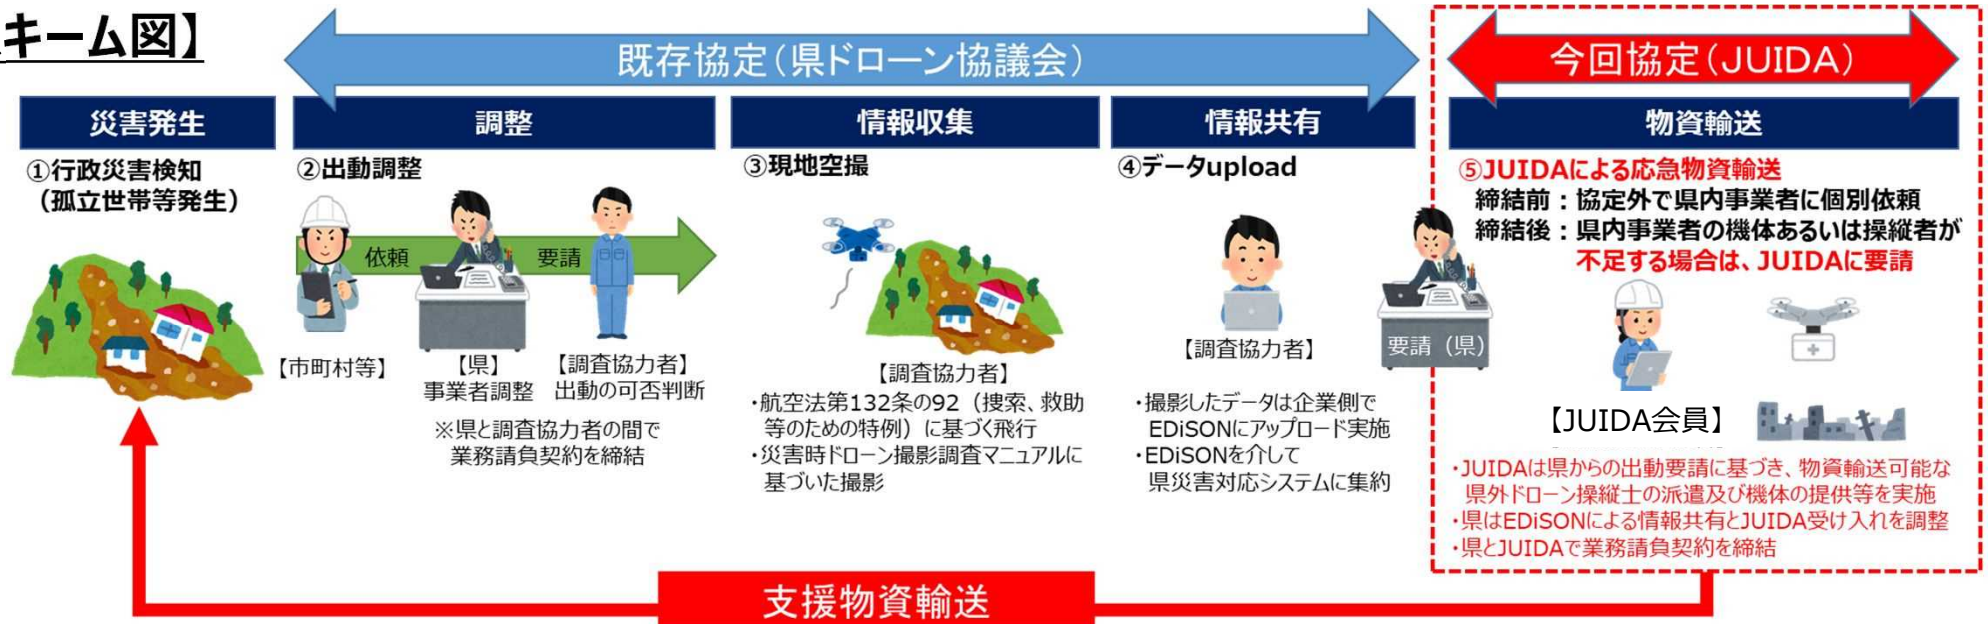 キーム図】
既存協定（県ドローン協議会）
今回協定（JUIDA）
災害発生
調整
情報収集
情報共有
物資輸送
①行政災害検知
（孤立世帯等発生）
②出動調整
依頼
要請
【市町村等】
【県】
事業者調整
【調査協力者】
出動の可否判断
※県と調査協力者の間で
業務請負契約を締結
③現地空撮
【調査協力者】
・航空法第132条の92（捜索、救助
等のための特例）に基づく飛行
・災害時ドローン撮影調査マニュアルに
基づいた撮影
④データupload
【調査協力者】
・撮影したデータは企業側で
EDiSONにアップロード実施
・EDiSONを介して
県災害対応システムに集約
要請（県）
⑤JUIDAによる応急物資輸送
締結前：協定外で県内事業者に個別依頼
締結後：県内事業者の機体あるいは操縦者が
不足する場合は、JUIDAに要請
【JUIDA会員】
・JUIDAは県からの出動要請に基づき、物資輸送可能な
県外ドローン操縦士の派遣及び機体の提供等を実施
・県はEDiSONによる情報共有とJUIDA受け入れを調整
・県とJUIDAで業務請負契約を締結
支援物資輸送